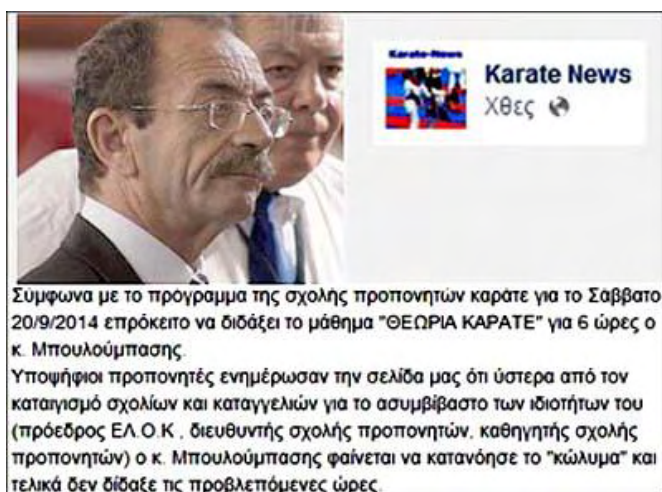 Karate-News
Karate News
Χθες
Σύμφωνα με το πρόγραμμα της σχολής προπονητών καράτε για το Σάββατο
20/9/2014 επρόκειτο να διδάξει το μάθημα "ΘΕΩΡΙΑ ΚΑΡΑΤΕ" για 6 ώρες ο
κ. Μπουλούμπασης.
Υποψήφιοι προπονητές ενημέρωσαν την σελίδα μας ότι ύστερα από τον
καταιγισμό σχολίων και καταγγελιών για το ασυμβίβαστο των ιδιοτήτων του
(πρόεδρος ΕΛ.Ο.Κ , διευθυντής σχολής προπονητών, καθηγητής σχολής
προπονητών) ο κ. Μπουλούμπασης φαίνεται να κατανόησε το "κώλυμα" και
τελικά δεν δίδαξε τις προβλεπόμενες ώρες.